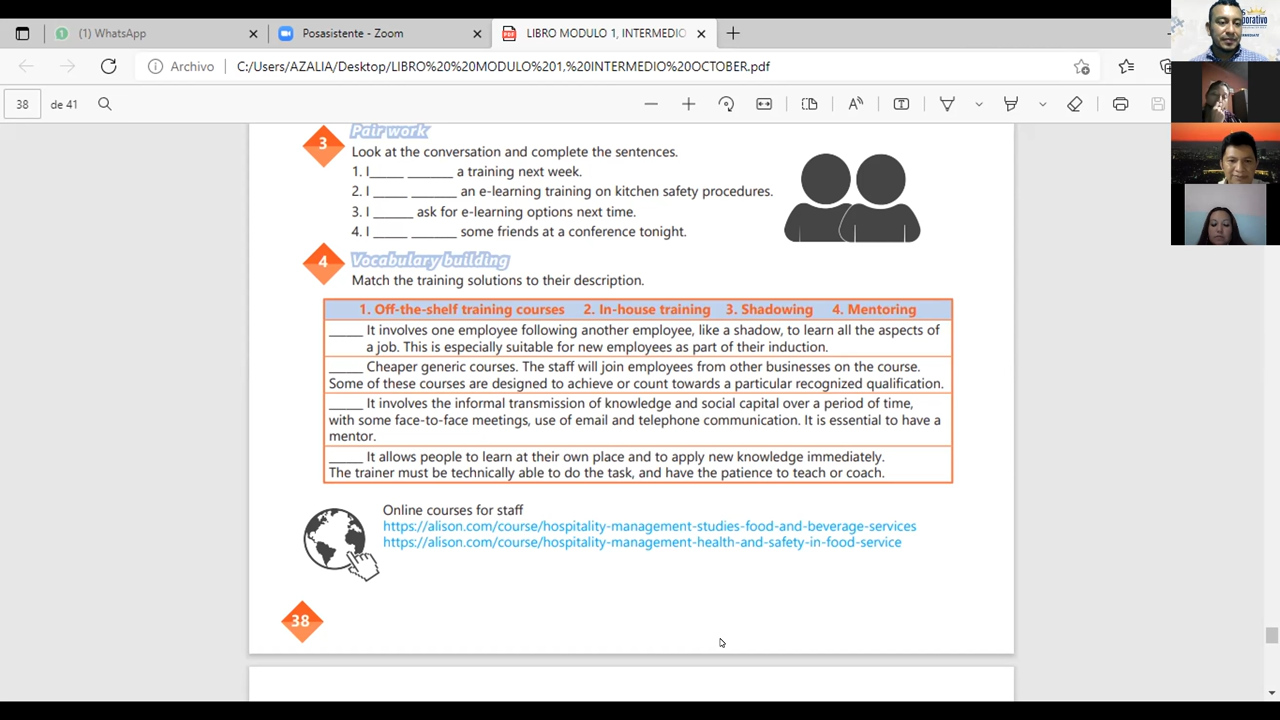 (1) WhatsApp
Posasistente - Zoom
LIBRO MODULO 1, INTERMEDIO
Archivo
C:/Users/AZALIA/Desktop/LIBRO%20%20MODULO%20%201.%20INTERMEDIO%20OCTOBER.pdf
38 de 41
3
Pair work
Look at the conversation and complete the sentences.
1. I_____ _______ a training next week.
2. I _____ _______ an e-learning training on kitchen safety procedures.
3. I ______ ask for e-learning options next time.
4. I _____ _______ some friends at a conference tonight.
4
Vocabulary building
Match the training solutions to their description.
1. Off-the-shelf training courses 2. In-house training 3. Shadowing 4. Mentoring
_____ It involves one employee following another employee, like a shadow, to learn all the aspects of
a job. This is especially suitable for new employees as part of their induction.
_____ Cheaper generic courses. The staff will join employees from other businesses on the course.
Some of these courses are designed to achieve or count towards a particular recognized qualification.
_____ It involves the informal transmission of knowledge and social capital over a period of time,
with some face-to-face meetings, use of email and telephone communication. It is essential to have a
mentor.
_____ It allows people to learn at their own place and to apply new knowledge immediately.
The trainer must be technically able to do the task, and have the patience to teach or coach.
Online courses for staff
https://alison.com/course/hospitality-management-studies-food-and-beverage-services
https://alison.com/course/hospitality-management-health-and-safety-in-food-service
38